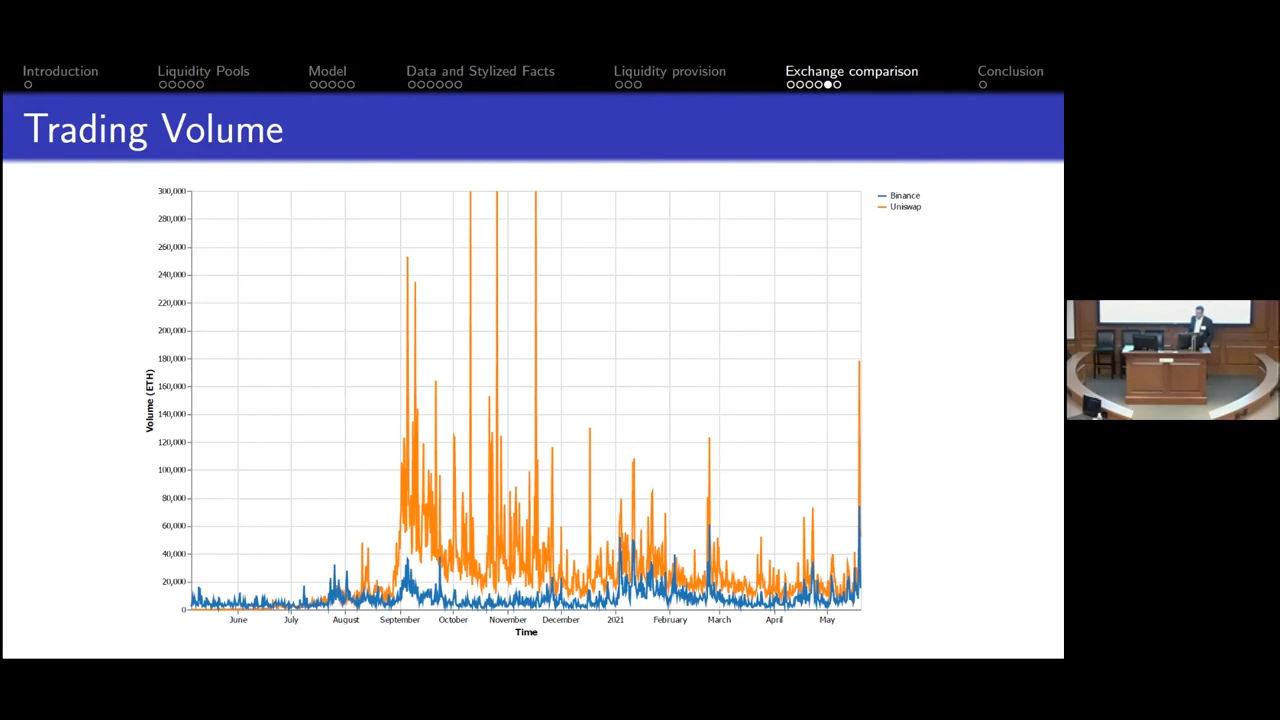 Introduction
Liquidity Pools
Model
Data and Stylized Facts
Liquidity provision
Exchange comparison
Conclusion
Trading Volume
300,000
280,000
260,000
240,000
220,000
200,000
180,000
160,000
140,000
120,000
100,000
80,000
60,000
40,000
20,000
0
Volume (ETH)
June
July
August
September
October
November
December
2021
February
March
April
May
Time
Binance
Uniswap